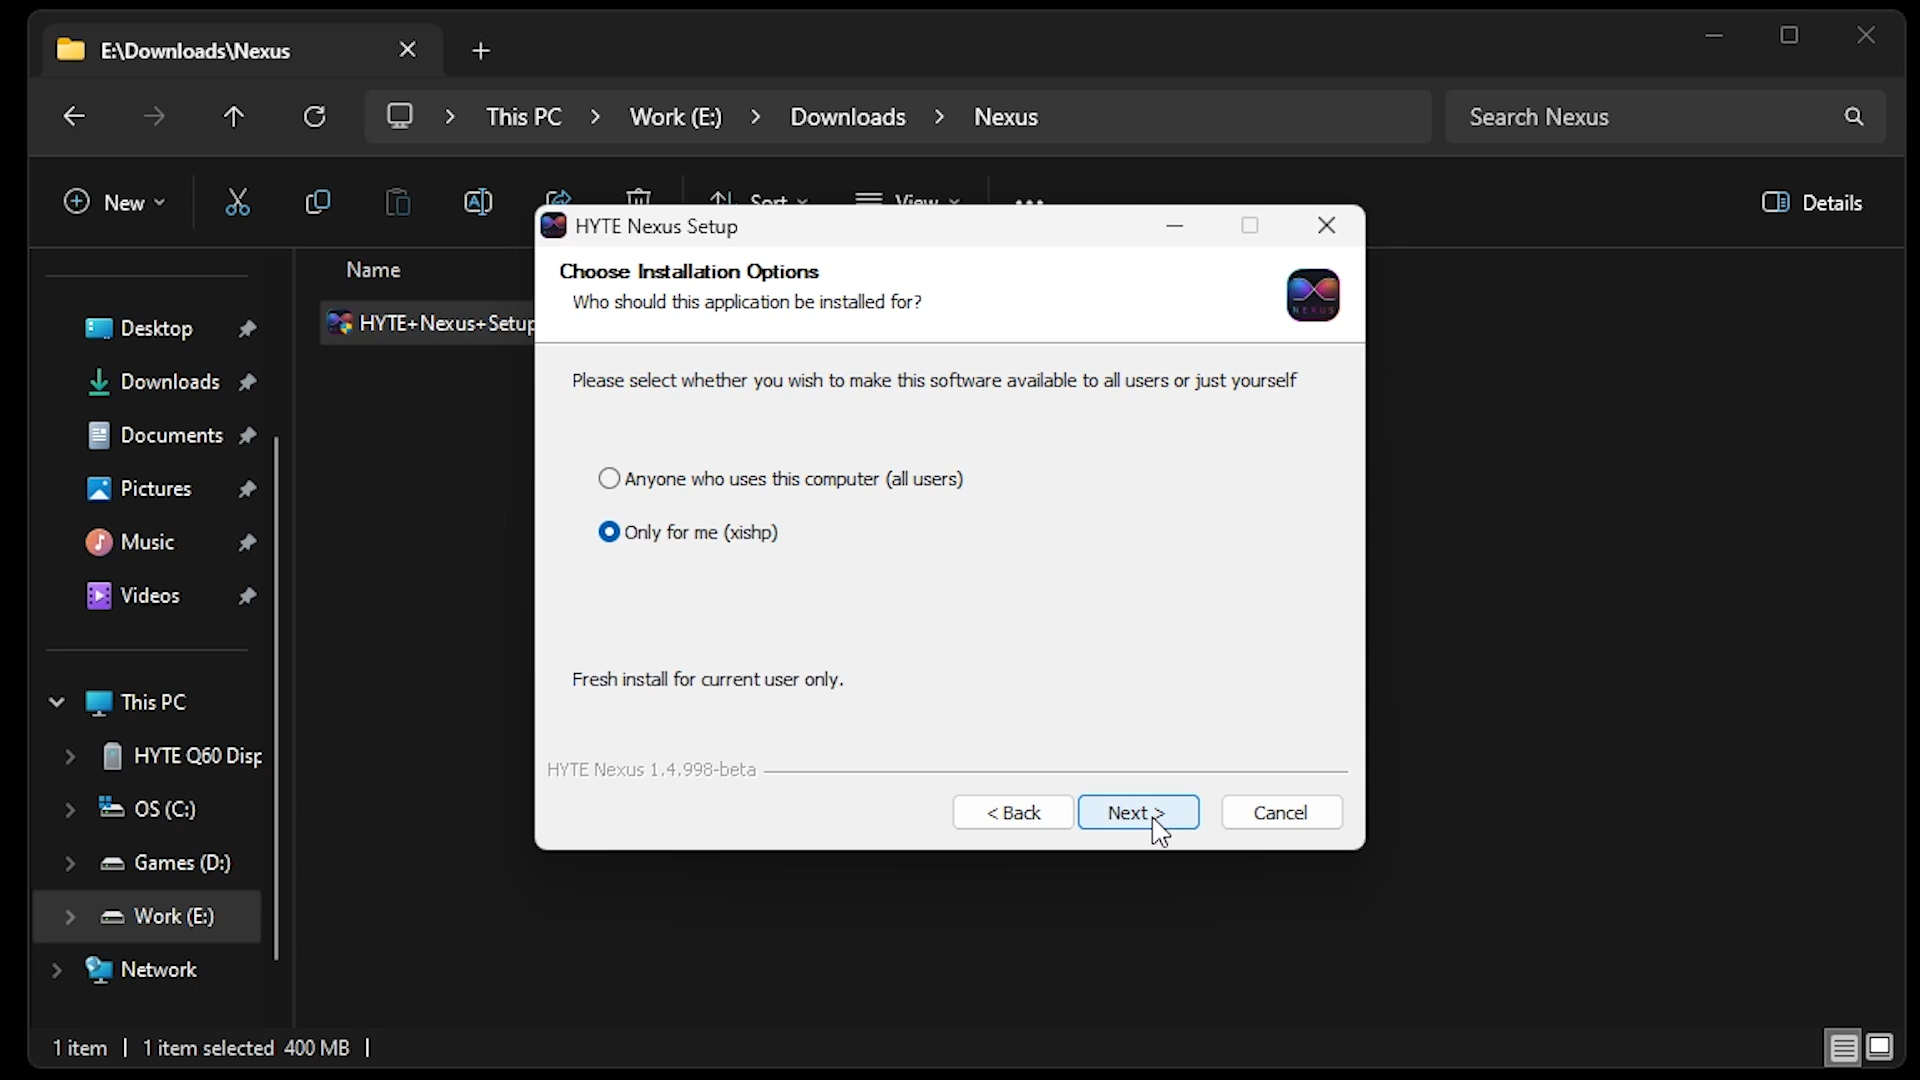 E:\Downloads\Nexus
This PC > Work (E:) > Downloads > Nexus
Search Nexus
New
Sort
View
Details
Name
HYTE+Nexus+Setup
Desktop
Downloads
Documents
Pictures
Music
Videos
This PC
HYTE Q60 Disp
OS (C:)
Games (D:)
Work (E:)
Network
1 item | 1 item selected 400 MB |
HYTE Nexus Setup
Choose Installation Options
Who should this application be installed for?
NEXUS
Please select whether you wish to make this software available to all users or just yourself
Anyone who uses this computer (all users)
Only for me (xishp)
Fresh install for current user only.
HYTE Nexus 1.4.998-beta
< Back
Next >
Cancel